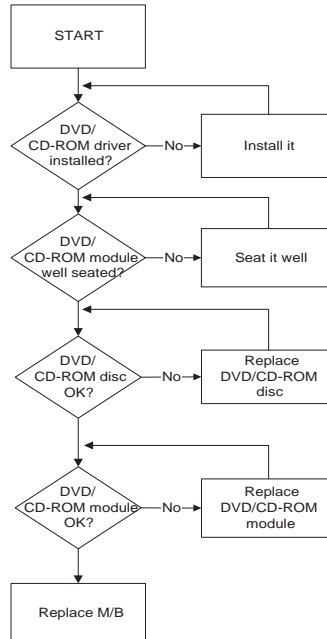 START
DVD/
CD-ROM driver
installed?
No
Install it
DVD/
CD-ROM module
well seated?
No
Seat it well
DVD/
CD-ROM disc
OK?
No
Replace
DVD/CD-ROM
disc
DVD/
CD-ROM module
OK?
No
Replace
DVD/CD-ROM
module
Replace M/B